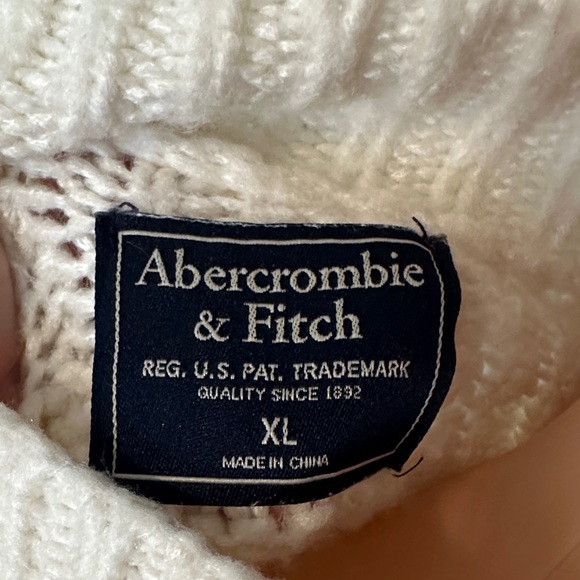 Abercrombie
& Fitch
REG. U.S. PAT. TRADEMARK
QUALITY SINCE 1892
XL
MADE IN CHINA